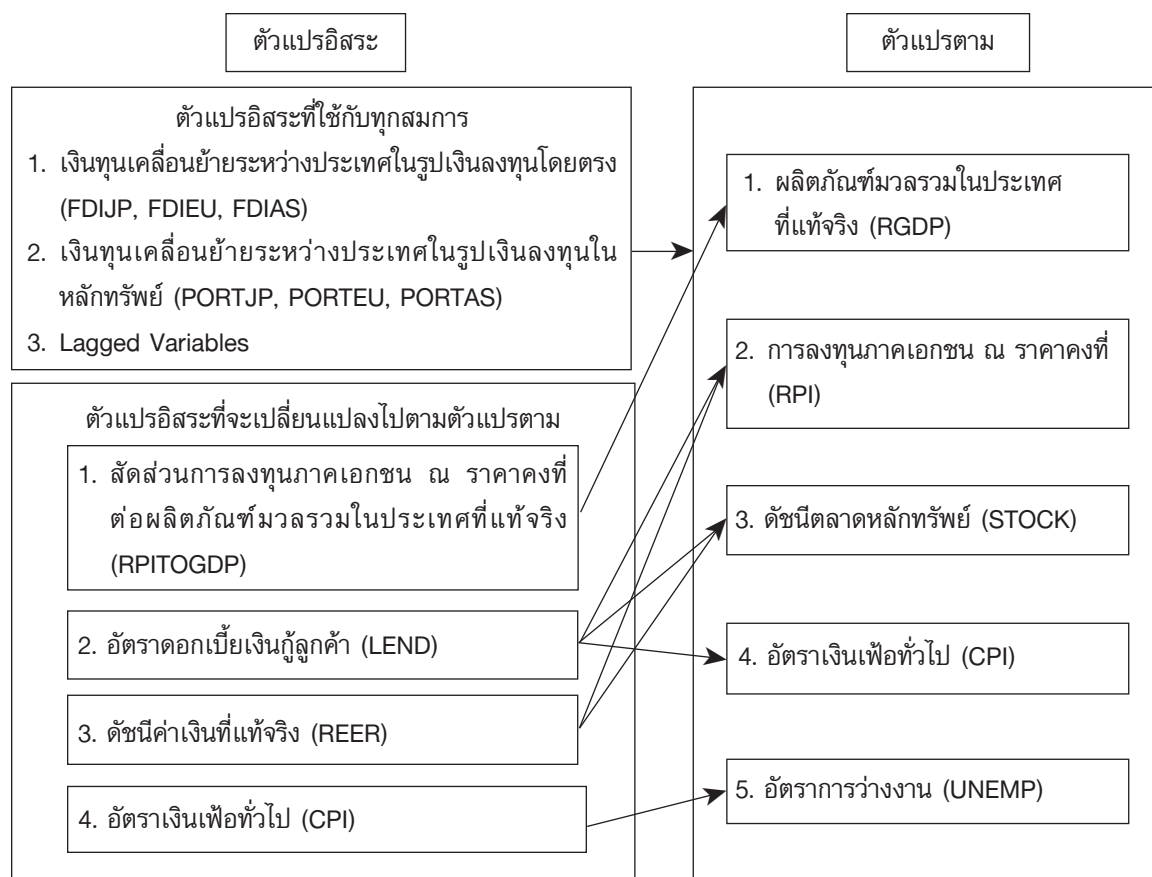 ตัวแปรอิสระ
ตัวแปรตาม
ตัวแปรอิสระที่ใช้กับทุกสมการ
1. เงินทุนเคลื่อนย้ายระหว่างประเทศในรูปเงินลงทุนโดยตรง
(FDIJP, FDIEU, FDIAS)
2. เงินทุนเคลื่อนย้ายระหว่างประเทศในรูปเงินลงทุนใน
หลักทรัพย์ (PORTJP, PORTEU, PORTAS)
3. Lagged Variables
ตัวแปรอิสระที่จะเปลี่ยนแปลงไปตามตัวแปรตาม
1. สัดส่วนการลงทุนภาคเอกชน ณ ราคาคงที่
ต่อผลิตภัณฑ์มวลรวมในประเทศที่แท้จริง
(RPITOGDP)
2. อัตราดอกเบี้ยเงินกู้ลูกค้า (LEND)
3. ดัชนีค่าเงินที่แท้จริง (REER)
4. อัตราเงินเฟ้อทั่วไป (CPI)
1. ผลิตภัณฑ์มวลรวมในประเทศ
ที่แท้จริง (RGDP)
2. การลงทุนภาคเอกชน ณ ราคาคงที่
(RPI)
3. ดัชนีตลาดหลักทรัพย์ (STOCK)
4. อัตราเงินเฟ้อทั่วไป (CPI)
5. อัตราการว่างงาน (UNEMP)